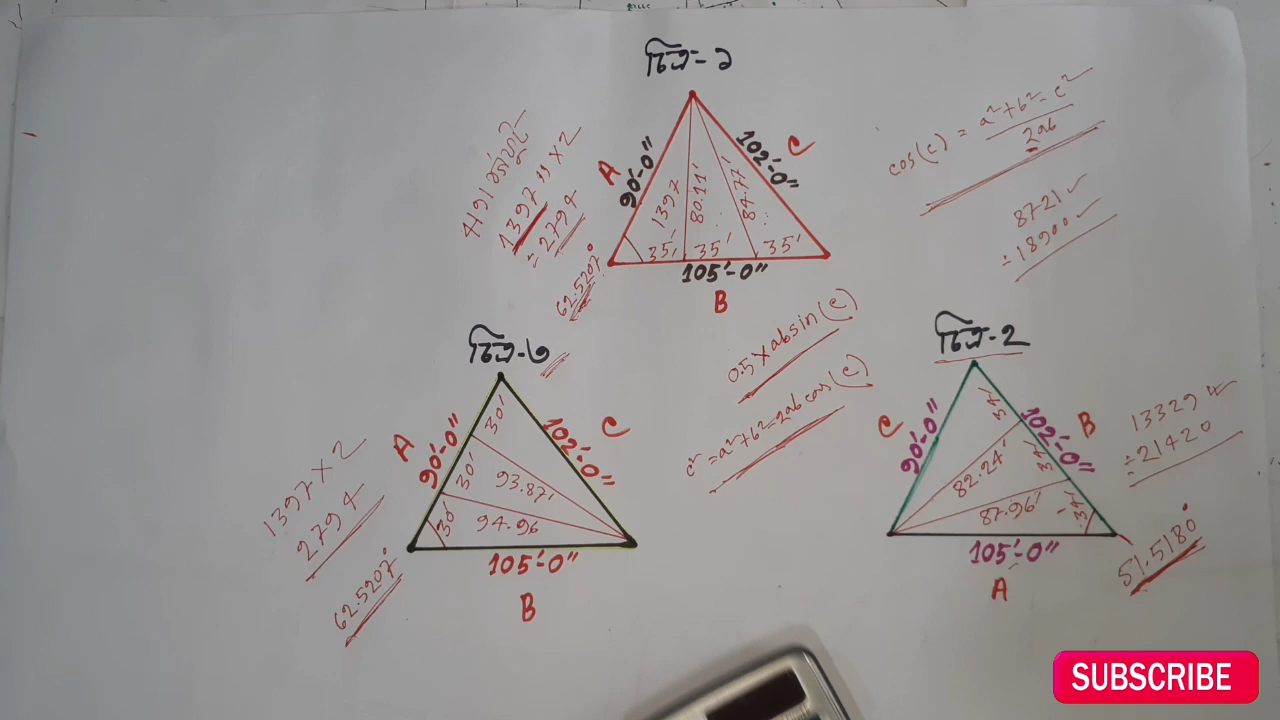 চিত্র-১
A
90'-0"
102'-0"
C
1397
80.11'
84.77'
35'
35'
35'
105'-0"
B
1397 " × 2
= 2794
62.5207°
cos(c) = a²+b²-c²
2ab
8721
÷18900
0.5 × ab sin(c)
c² = a²+b²-2ab cos(c)
চিত্র-৩
A
90'-0"
102'-0"
C
30'
30'
30'
93.87'
94.96
105'-0"
B
1397 × 2
2794
62.5207°
চিত্র-2
C
90'-0"
102'-0"
B
34'
34'
34'
82.24'
87.96'
105'-0"
A
13329
÷21420
51.5180°
SUBSCRIBE